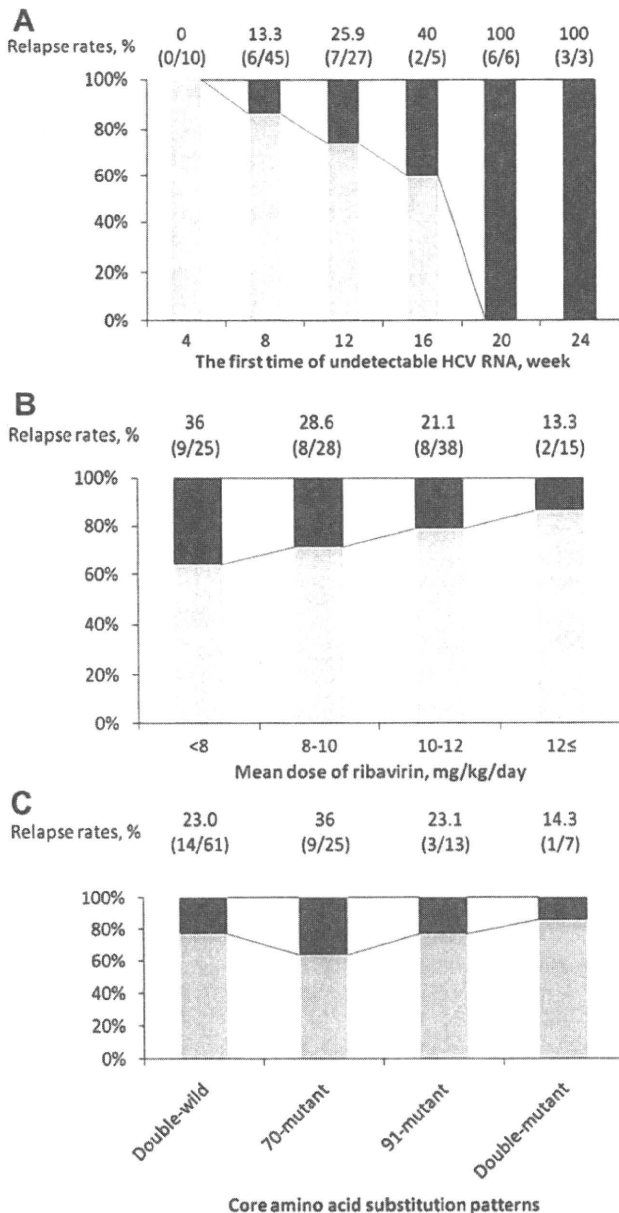 A
0 13.3 25.9 40 100 100
Relapse rates, % (0/10) (6/45) (7/27) (2/5) (6/6) (3/3)
100%
80%
60%
40%
20%
0%
4 8 12 16 20 24
The first time of undetectable HCV RNA, week
B
36 28.6 21.1 13.3
Relapse rates, % (9/25) (8/28) (8/38) (2/15)
100%
80%
60%
40%
20%
0%
<8 8-10 10-12 12≤
Mean dose of ribavirin, mg/kg/day
C
23.0 36 23.1 14.3
Relapse rates, % (14/61) (9/25) (3/13) (1/7)
100%
80%
60%
40%
20%
0%
Double-wild 70-mutant 91-mutant Double-mutant
Core amino acid substitution patterns